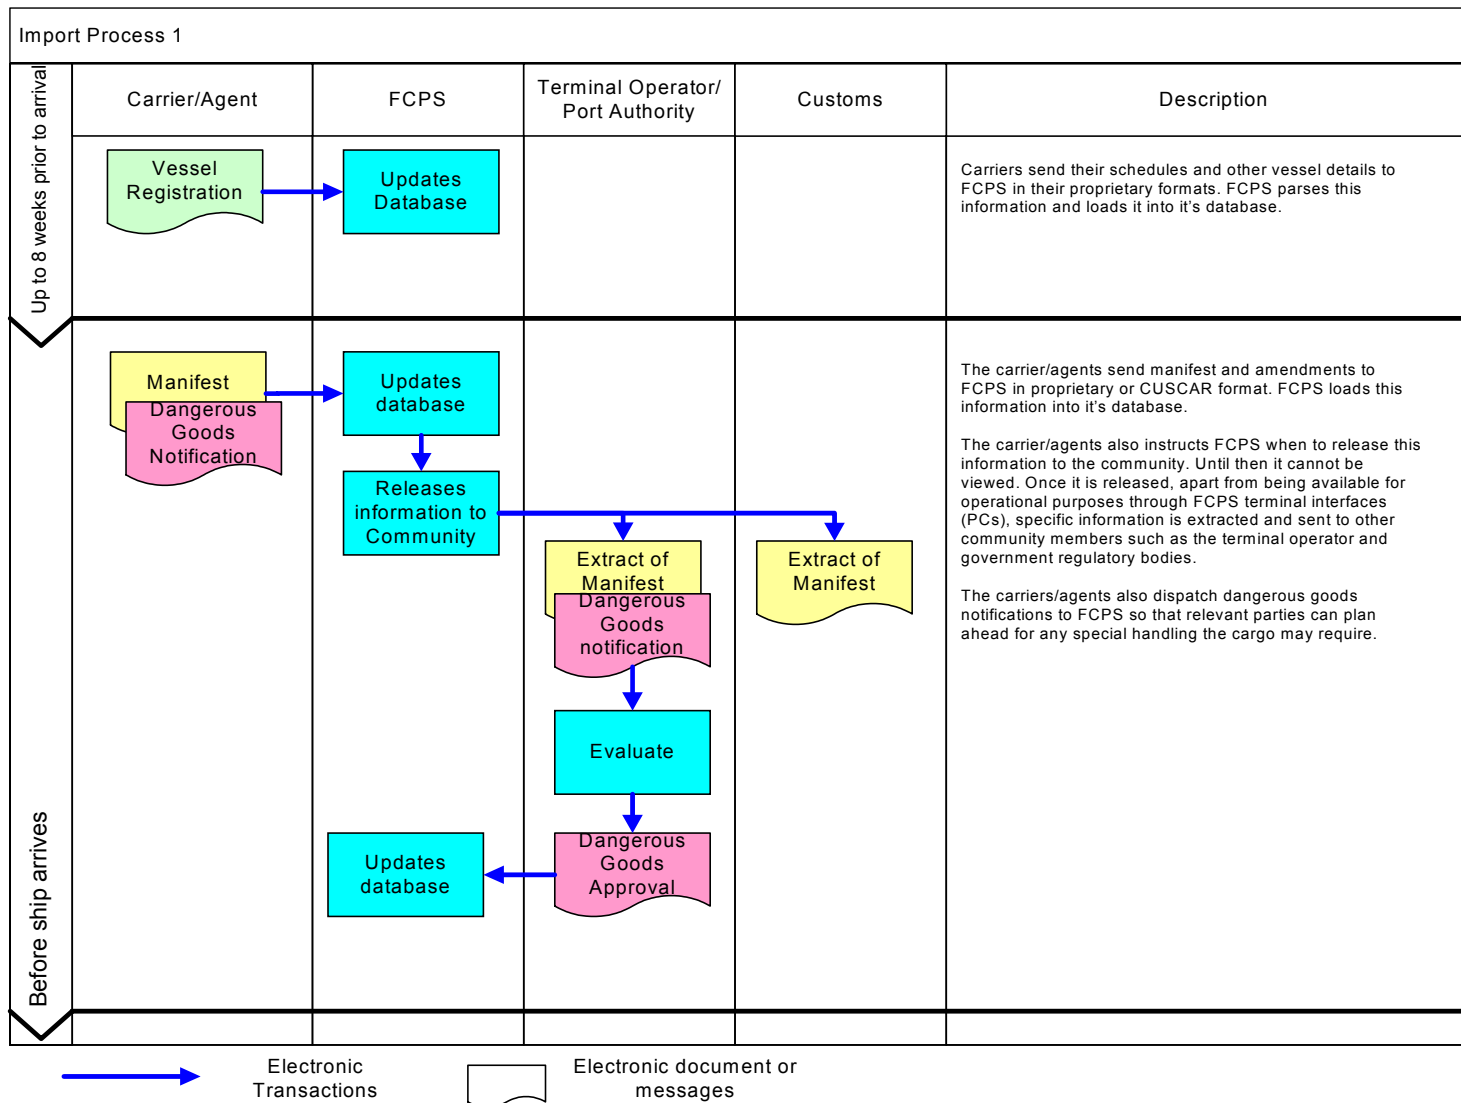 Import Process 1
Up to 8 weeks prior to arrival
Carrier/Agent
FCPS
Terminal Operator/
Port Authority
Customs
Description
Vessel
Registration
Updates
Database
Carriers send their schedules and other vessel details to
FCPS in their proprietary formats. FCPS parses this
information and loads it into it’s database.
Before ship arrives
Manifest
Dangerous
Goods
Notification
Updates
database
Releases
information to
Community
Extract of
Manifest
Dangerous
Goods
notification
Extract of
Manifest
Evaluate
Dangerous
Goods
Approval
Updates
database
The carrier/agents send manifest and amendments to
FCPS in proprietary or CUSCAR format. FCPS loads this
information into it’s database.
The carrier/agents also instructs FCPS when to release this
information to the community. Until then it cannot be
viewed. Once it is released, apart from being available for
operational purposes through FCPS terminal interfaces
(PCs), specific information is extracted and sent to other
community members such as the terminal operator and
government regulatory bodies.
The carriers/agents also dispatch dangerous goods
notifications to FCPS so that relevant parties can plan
ahead for any special handling the cargo may require.
Electronic
Transactions
Electronic document or
messages